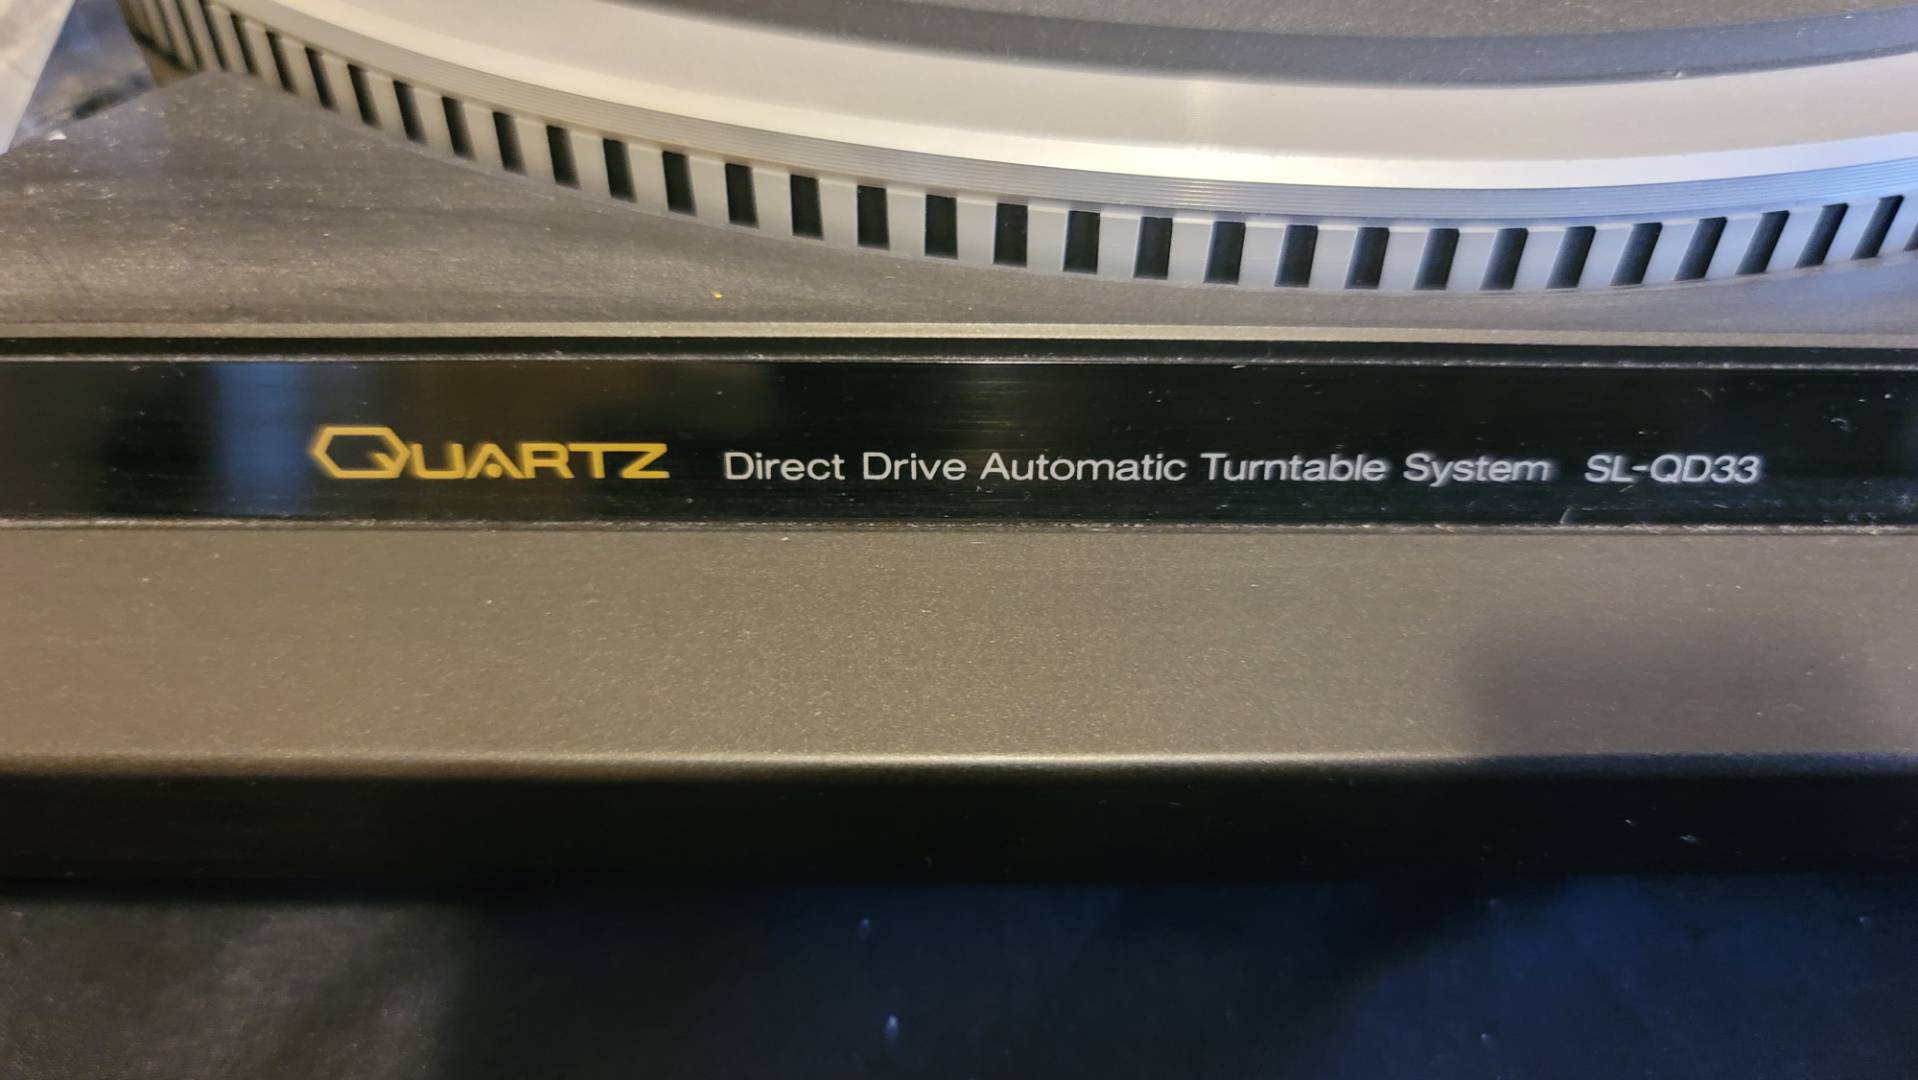 QUARTZ Direct Drive Automatic Turntable System SL-QD33